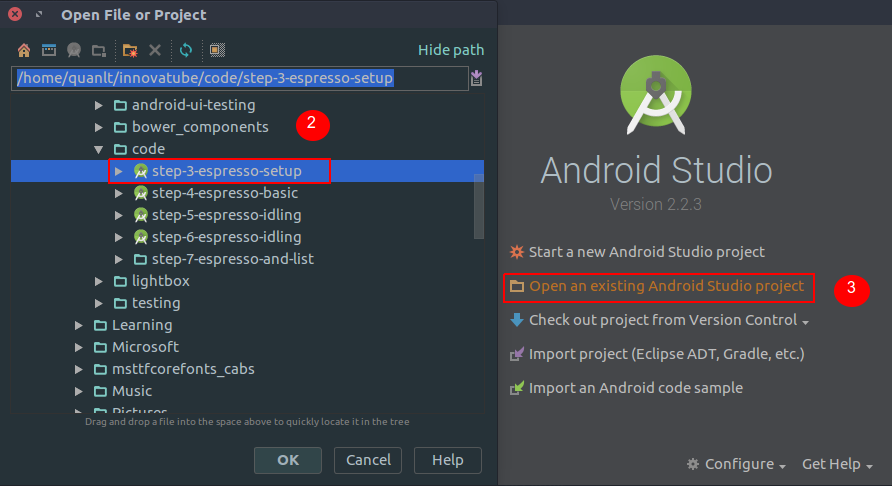 Open File or Project
Hide path
/home/quanlt/innovatube/code/step-3-espresso-setup
android-ui-testing
bower_components
2
code
step-3-espresso-setup
step-4-espresso-basic
step-5-espresso-idling
step-6-espresso-idling
step-7-espresso-and-list
lightbox
testing
Learning
Microsoft
msttfcorefonts_cabs
Music
Pictures
Drag and drop a file into the space above to quickly locate it in the tree
OK
Cancel
Help
Android Studio
Version 2.2.3
Start a new Android Studio project
Open an existing Android Studio project
3
Check out project from Version Control
Import project (Eclipse ADT, Gradle, etc.)
Import an Android code sample
Configure
Get Help